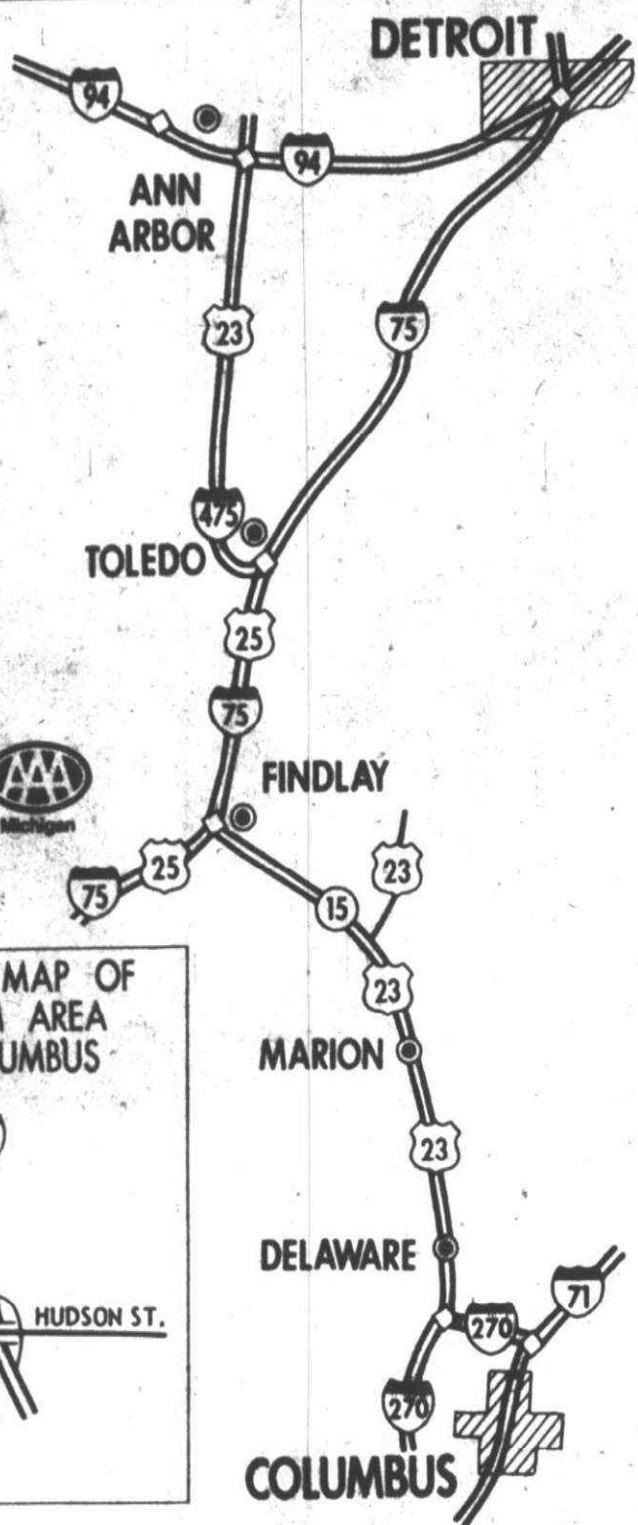 DETROIT
94
94
ANN
ARBOR
23
75
475
TOLEDO
25
75
AAA
Michigan
FINDLAY
25
75
23
15
23
MAP OF
AREA
UMBUS
MARION
23
DELAWARE
HUDSON ST.
71
270
270
COLUMBUS